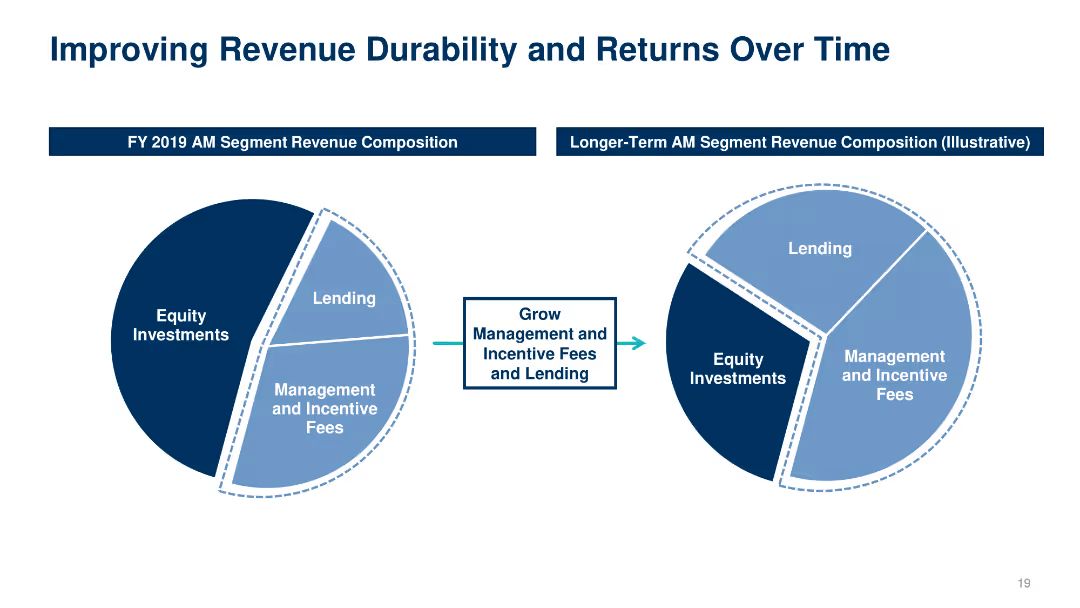 Improving Revenue Durability and Returns Over Time
FY 2019 AM Segment Revenue Composition
Equity
Investments
Lending
Management
and Incentive
Fees
Grow
Management and
Incentive Fees
and Lending
Longer-Term AM Segment Revenue Composition (Illustrative)
Lending
Equity
Investments
Management
and Incentive
Fees
19